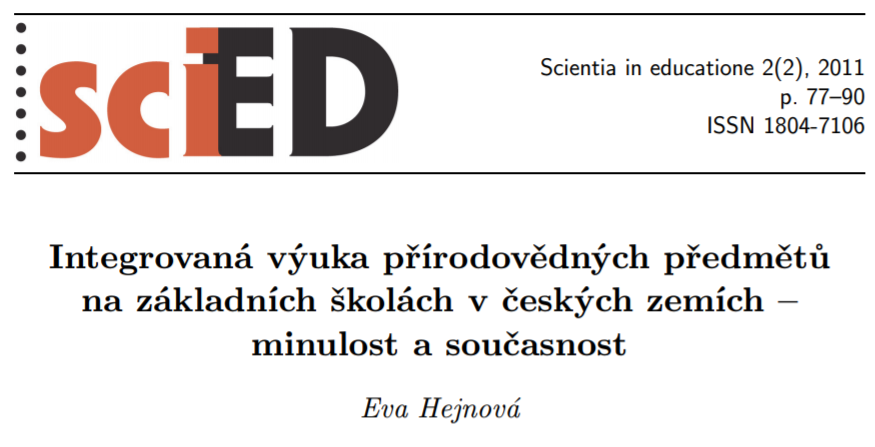 sciED
Scientia in educatione 2(2), 2011
p. 77–90
ISSN 1804-7106
Integrovaná výuka přírodovědných předmětů
na základních školách v českých zemích –
minulost a současnost
Eva Hejnová